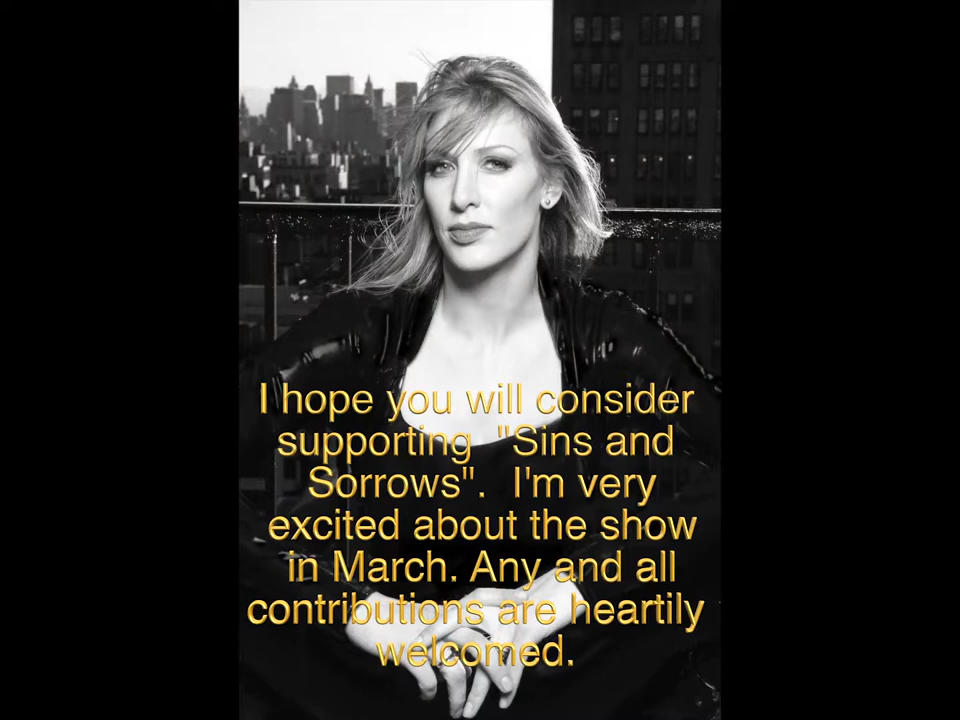 I hope you will consider
supporting  "Sins and
Sorrows".  I'm very
excited about the show
in March. Any and all
contributions are heartily
welcomed.